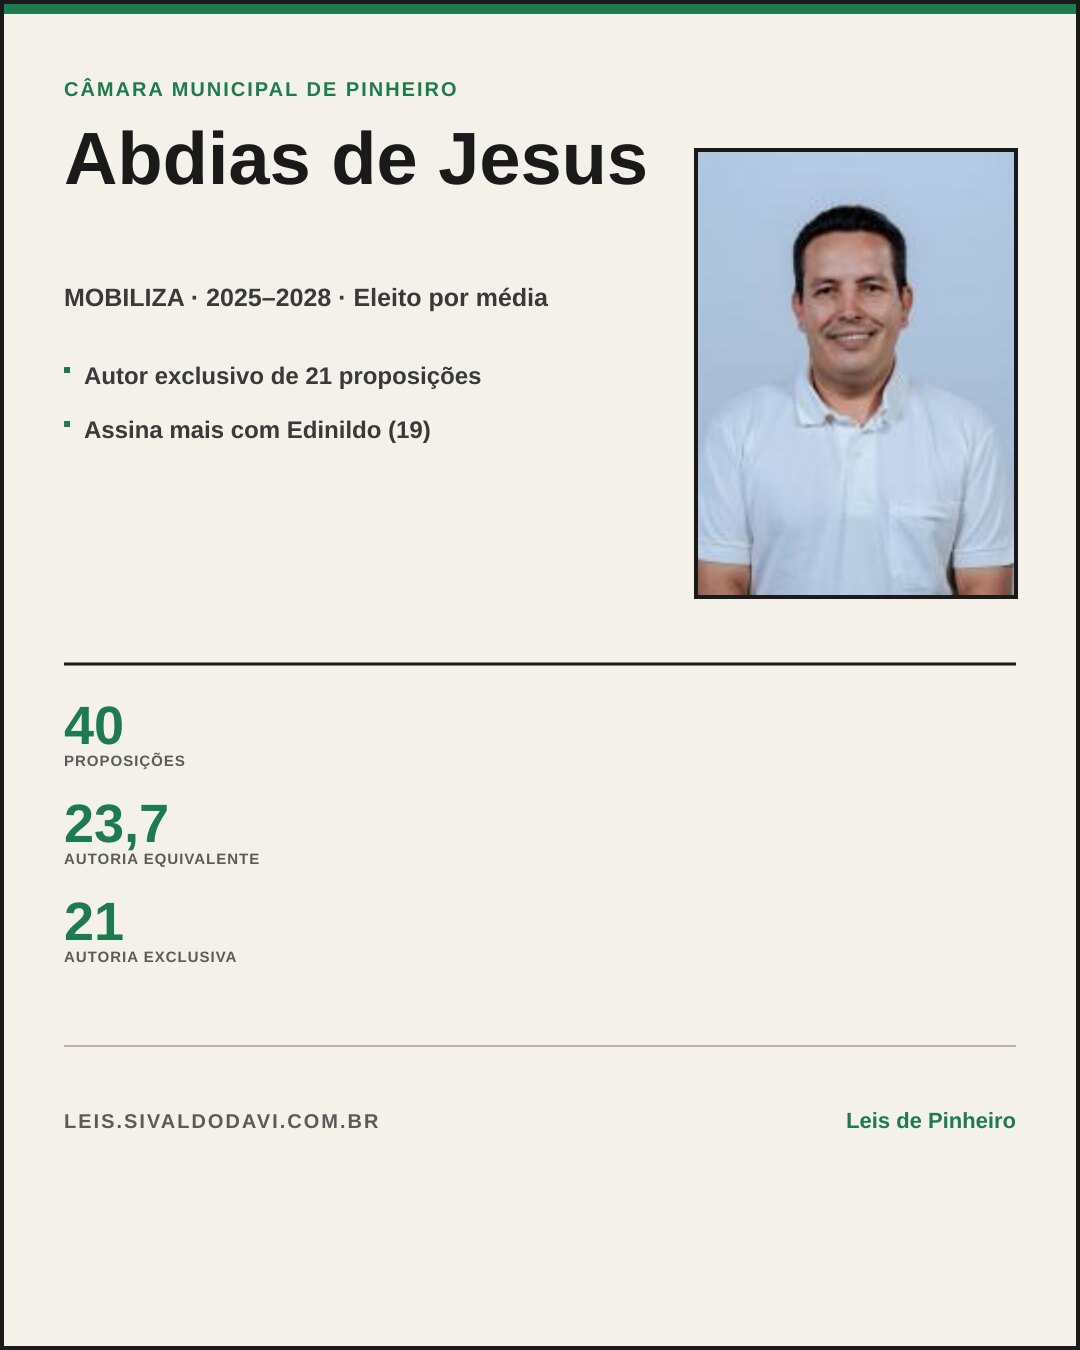 CÂMARA MUNICIPAL DE PINHEIRO
Abdias de Jesus
MOBILIZA · 2025–2028 · Eleito por média
Autor exclusivo de 21 proposições
Assina mais com Edinildo (19)
40
PROPOSIÇÕES
23,7
AUTORIA EQUIVALENTE
21
AUTORIA EXCLUSIVA
LEIS.SIVALDODAVI.COM.BR
Leis de Pinheiro